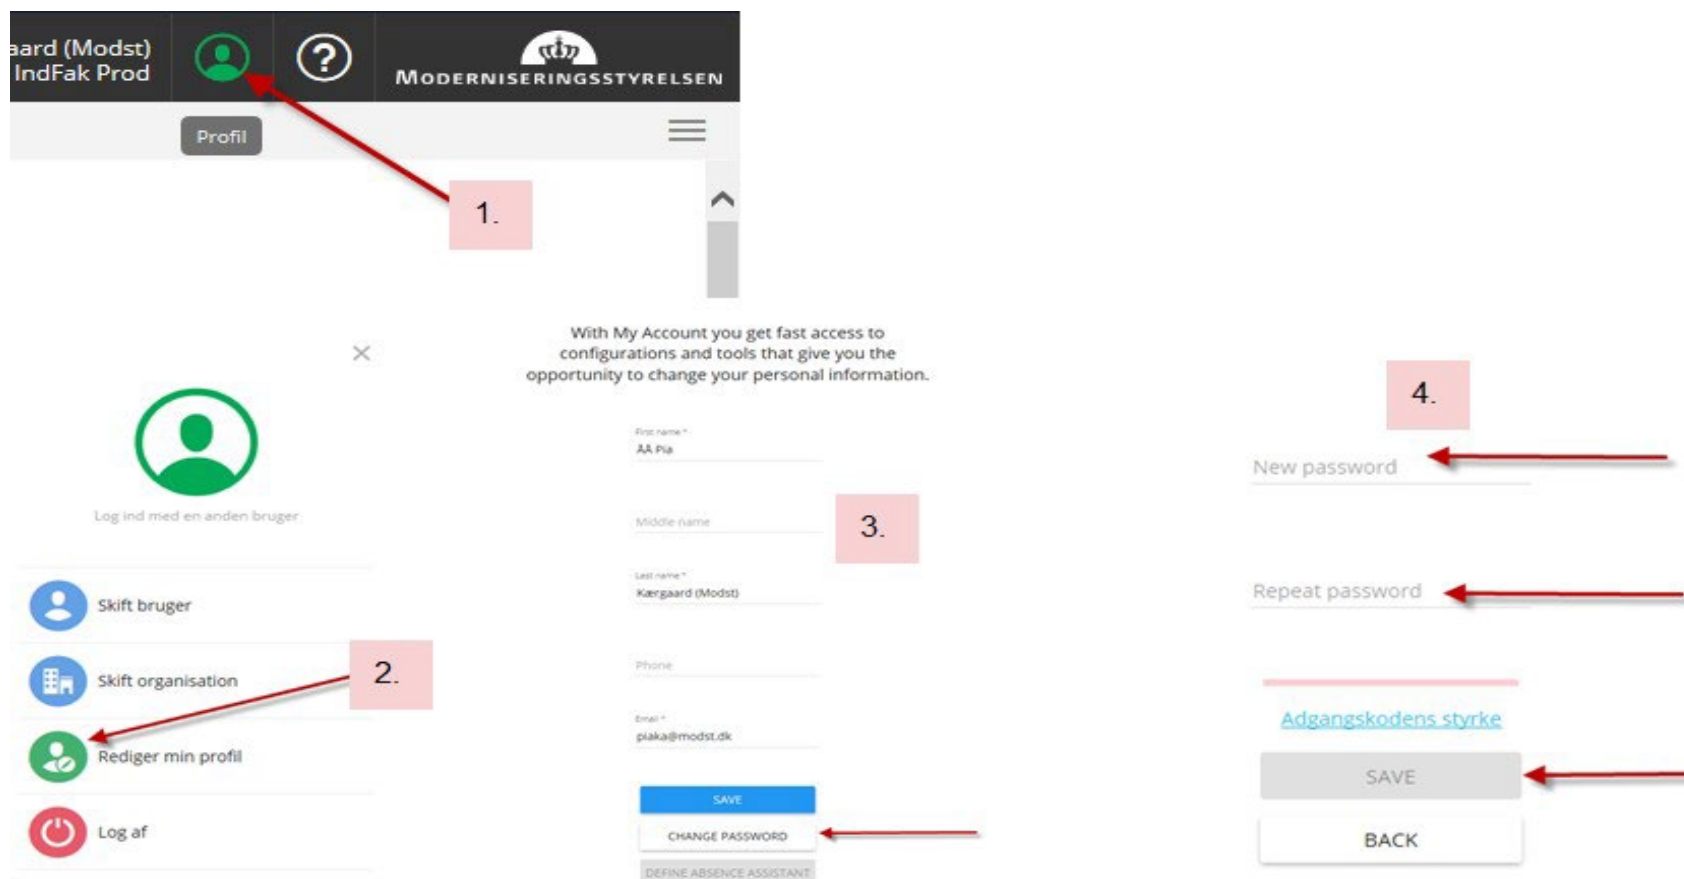 aard (Modst)
IndFak Prod
?
MODERNISERINGSSTYRELSEN
Profil
1.
Log ind med en anden bruger
Skift bruger
Skift organisation
2.
Rediger min profil
Log af
With My Account you get fast access to
configurations and tools that give you the
opportunity to change your personal information.
First name *
AA Pia
Middle name
3.
Last name *
Kærgaard (Modst)
Phone
Email *
piaka@modst.dk
SAVE
CHANGE PASSWORD
DEFINE ABSENCE ASSISTANT
4.
New password
Repeat password
Adgangskodens styrke
SAVE
BACK